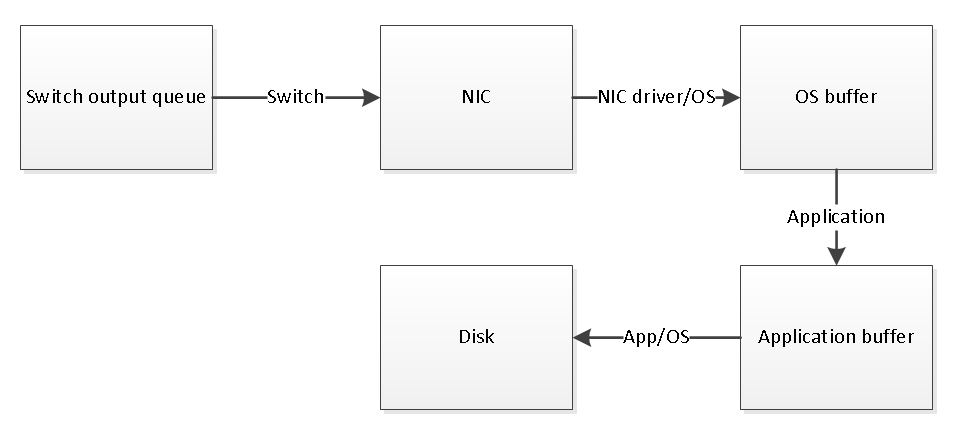 Switch output queue
Switch
NIC
NIC driver/OS
OS buffer
Application
Disk
App/OS
Application buffer